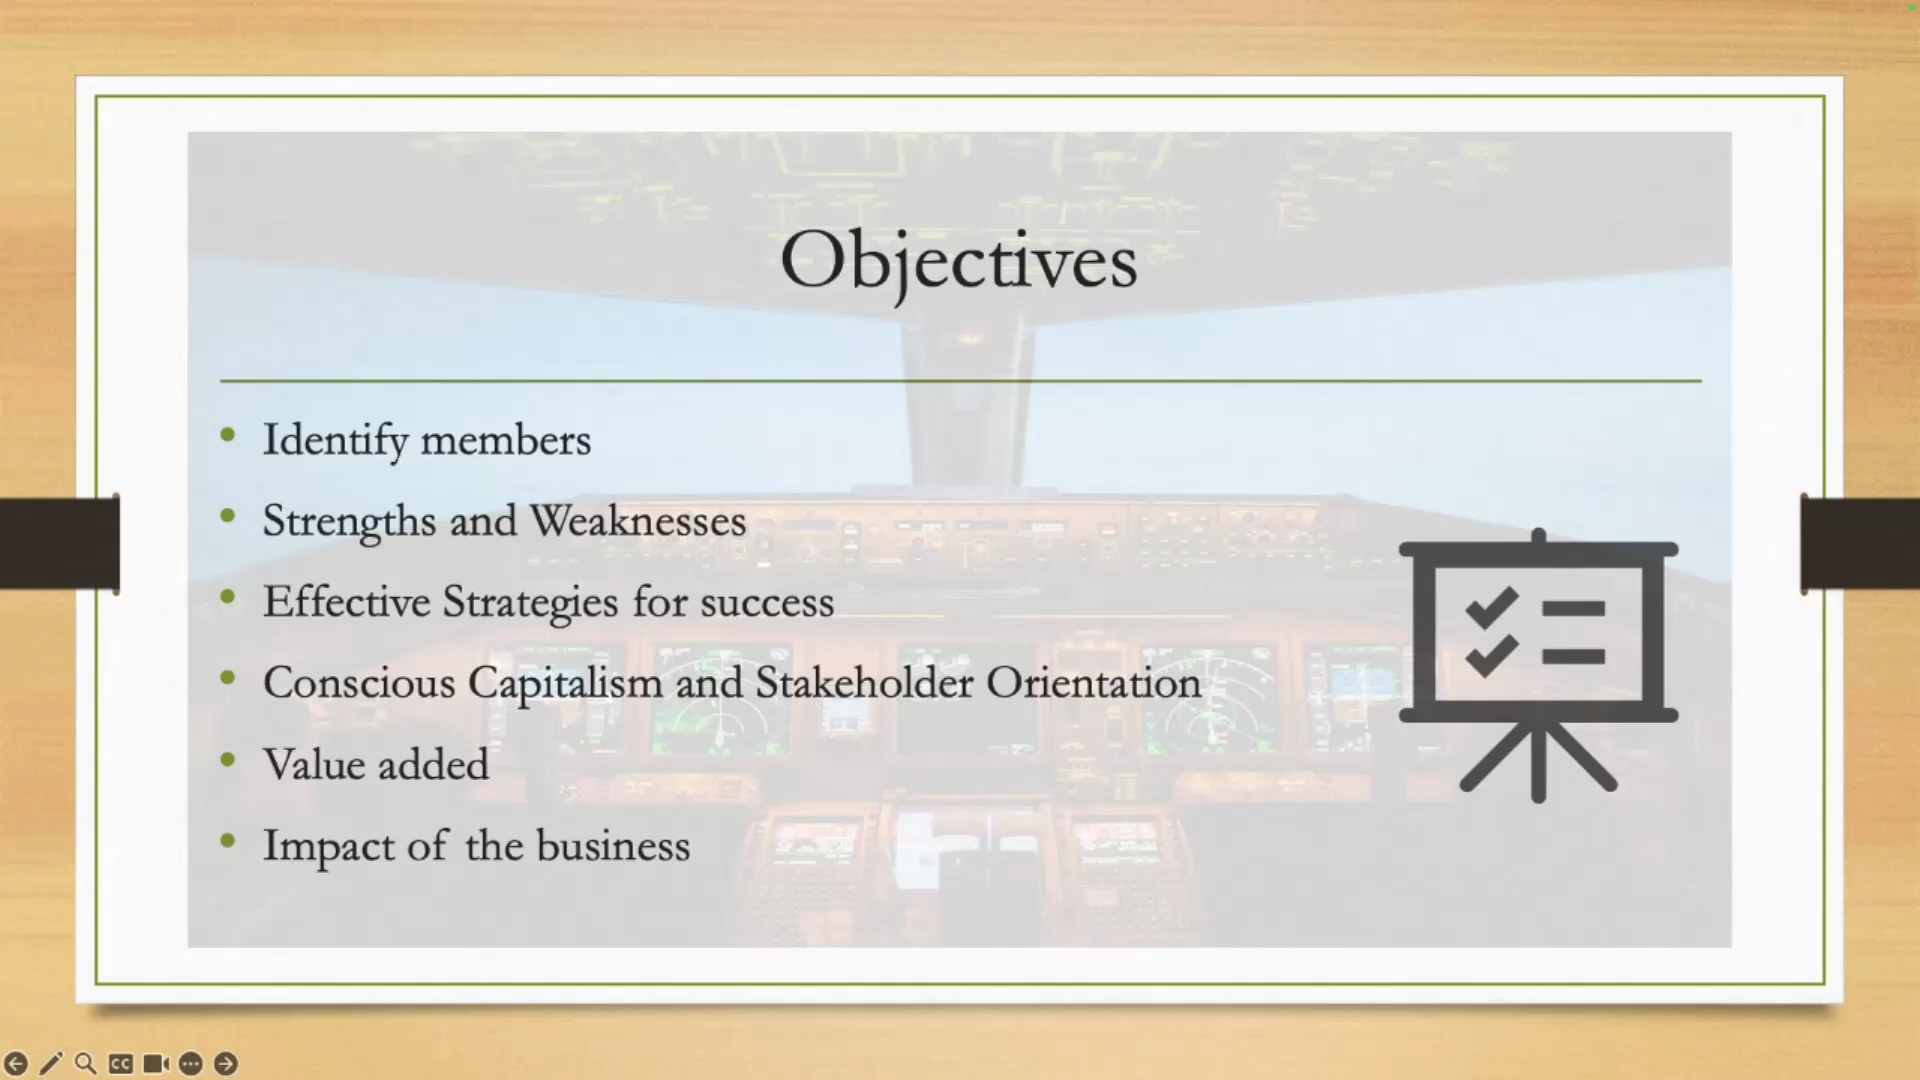 Objectives
Identify members
Strengths and Weaknesses
Effective Strategies for success
Conscious Capitalism and Stakeholder Orientation
Value added
Impact of the business
CC